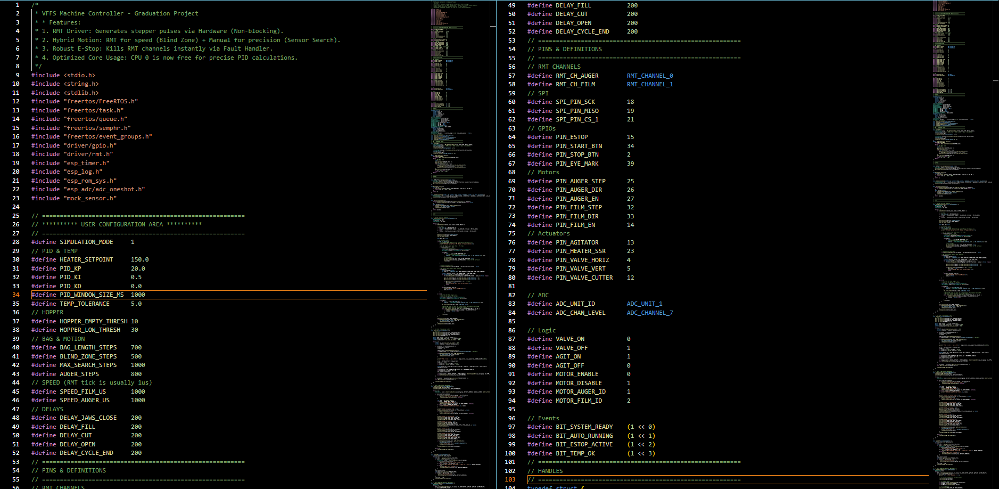 1 /*
2 * VFFS Machine Controller - Graduation Project
3 * * Features:
4 * 1. RMT Driver: Generates stepper pulses via Hardware (Non-blocking).
5 * 2. Hybrid Motion: RMT for speed (Blind Zone) + Manual for precision (Sensor Search).
6 * 3. Robust E-Stop: Kills RMT channels instantly via Fault Handler.
7 * 4. Optimized Core Usage: CPU 0 is now free for precise PID calculations.
8 */
9 #include <stdio.h>
10 #include <string.h>
11 #include <stdlib.h>
12 #include "freertos/FreeRTOS.h"
13 #include "freertos/task.h"
14 #include "freertos/queue.h"
15 #include "freertos/semphr.h"
16 #include "freertos/event_groups.h"
17 #include "driver/gpio.h"
18 #include "driver/rmt.h"
19 #include "esp_timer.h"
20 #include "esp_log.h"
21 #include "esp_rom_sys.h"
22 #include "esp_adc/adc_oneshot.h"
23 #include "mock_sensor.h"
24
25 // =========================================================
26 // ********** USER CONFIGURATION AREA **********
27 // =========================================================
28 #define SIMULATION_MODE     1
29 // PID & TEMP
30 #define HEATER_SETPOINT     150.0
31 #define PID_KP              20.0
32 #define PID_KI              0.5
33 #define PID_KD              0.0
34 #define PID_WINDOW_SIZE_MS  1000
35 #define TEMP_TOLERANCE      5.0
36 // HOPPER
37 #define HOPPER_EMPTY_THRESH 10
38 #define HOPPER_LOW_THRESH   30
39 // BAG & MOTION
40 #define BAG_LENGTH_STEPS    700
41 #define BLIND_ZONE_STEPS    500
42 #define MAX_SEARCH_STEPS    1000
43 #define AUGER_STEPS         800
44 // SPEED (RMT tick is usually 1us)
45 #define SPEED_FILM_US       1000
46 #define SPEED_AUGER_US      1000
47 // DELAYS
48 #define DELAY_JAWS_CLOSE    200
49 #define DELAY_FILL          200
50 #define DELAY_CUT           200
51 #define DELAY_OPEN          200
52 #define DELAY_CYCLE_END     200
53 // =========================================================
54 // PINS & DEFINITIONS
55 // =========================================================
56 // RMT CHANNELS
49 #define DELAY_FILL          200
50 #define DELAY_CUT           200
51 #define DELAY_OPEN          200
52 #define DELAY_CYCLE_END     200
53 // =========================================================
54 // PINS & DEFINITIONS
55 // =========================================================
56 // RMT CHANNELS
57 #define RMT_CH_AUGER        RMT_CHANNEL_0
58 #define RMT_CH_FILM         RMT_CHANNEL_1
59 // SPI
60 #define SPI_PIN_SCK         18
61 #define SPI_PIN_MISO        19
62 #define SPI_PIN_CS_1        21
63 // GPIOs
64 #define PIN_ESTOP           15
65 #define PIN_START_BTN       34
66 #define PIN_STOP_BTN        2
67 #define PIN_EYE_MARK        39
68 // Motors
69 #define PIN_AUGER_STEP      25
70 #define PIN_AUGER_DIR       26
71 #define PIN_AUGER_EN        27
72 #define PIN_FILM_STEP       32
73 #define PIN_FILM_DIR        33
74 #define PIN_FILM_EN         14
75 // Actuators
76 #define PIN_AGITATOR        13
77 #define PIN_HEATER_SSR      23
78 #define PIN_VALVE_HORIZ     4
79 #define PIN_VALVE_VERT      5
80 #define PIN_VALVE_CUTTER    12
81
82 // ADC
83 #define ADC_UNIT_ID         ADC_UNIT_1
84 #define ADC_CHAN_LEVEL      ADC_CHANNEL_7
85
86 // Logic
87 #define VALVE_ON            0
88 #define VALVE_OFF           1
89 #define AGIT_ON             1
90 #define AGIT_OFF            0
91 #define MOTOR_ENABLE        0
92 #define MOTOR_DISABLE       1
93 #define MOTOR_AUGER_ID      1
94 #define MOTOR_FILM_ID       2
95
96 // Events
97 #define BIT_SYSTEM_READY    (1 << 0)
98 #define BIT_AUTO_RUNNING    (1 << 1)
99 #define BIT_ESTOP_ACTIVE    (1 << 2)
100 #define BIT_TEMP_OK         (1 << 3)
101 // =========================================================
102 // HANDLES
103 // =========================================================
104 typedef struct {